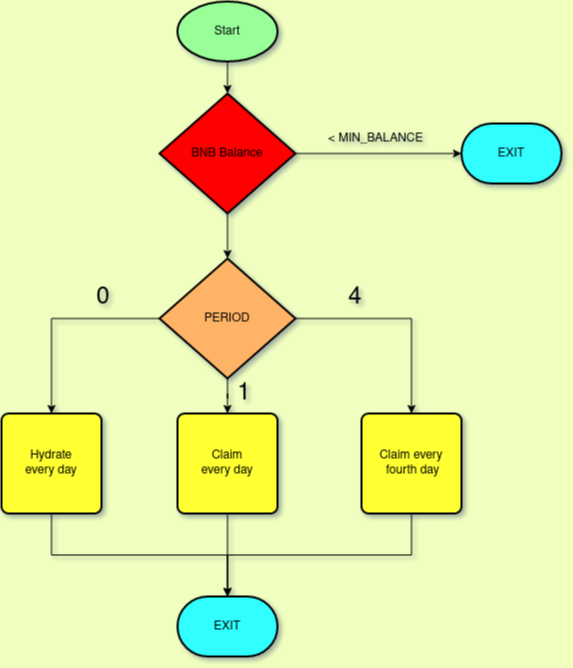 Start
BNB Balance
< MIN_BALANCE
EXIT
PERIOD
0
4
1
Hydrate
every day
Claim
every day
Claim every
fourth day
EXIT